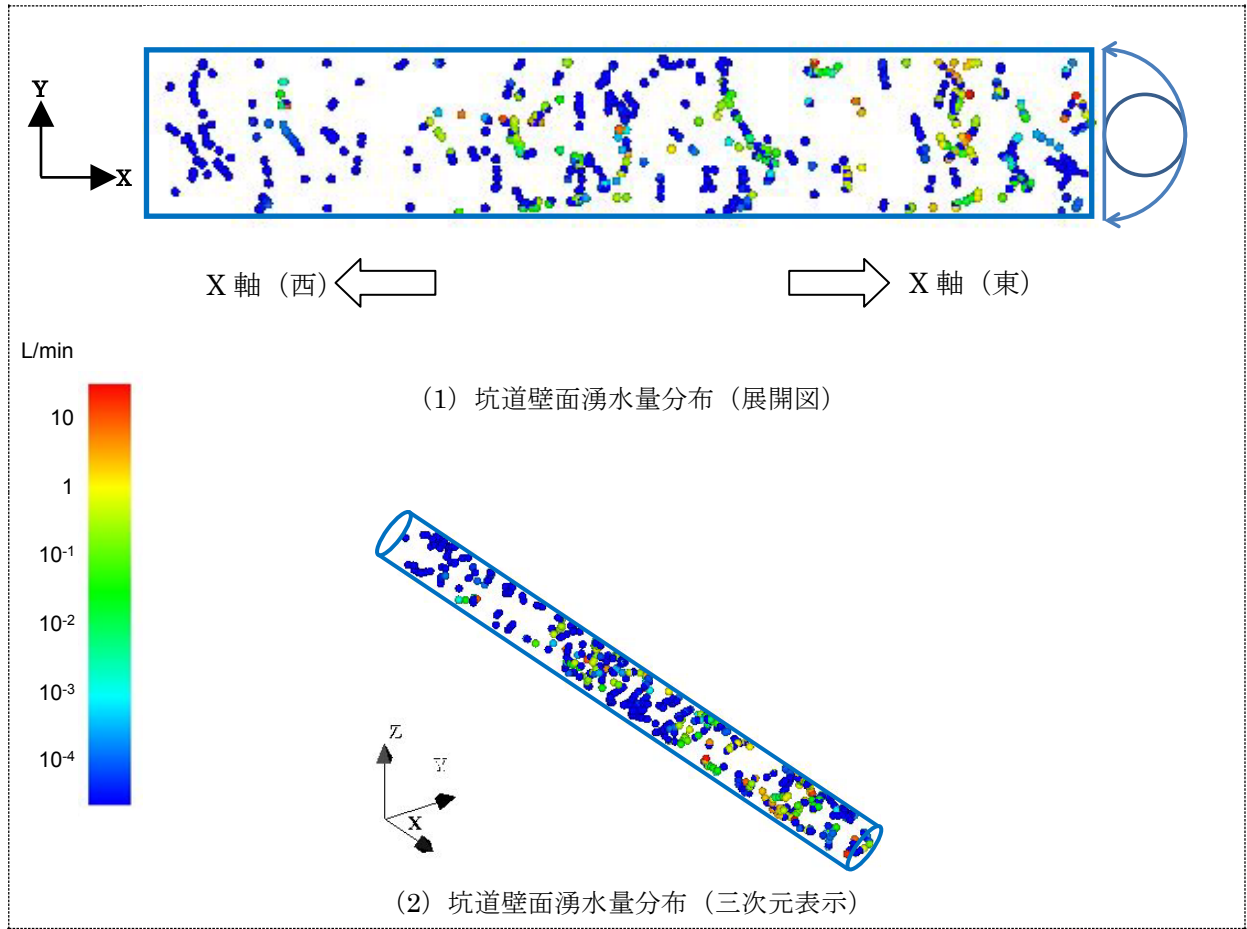 Y
X
X 軸（西）
X 軸（東）
L/min
（1）坑道壁面湧水量分布（展開図）
10
1
10-1
10-2
10-3
10-4
Z
Y
X
（2）坑道壁面湧水量分布（三次元表示）